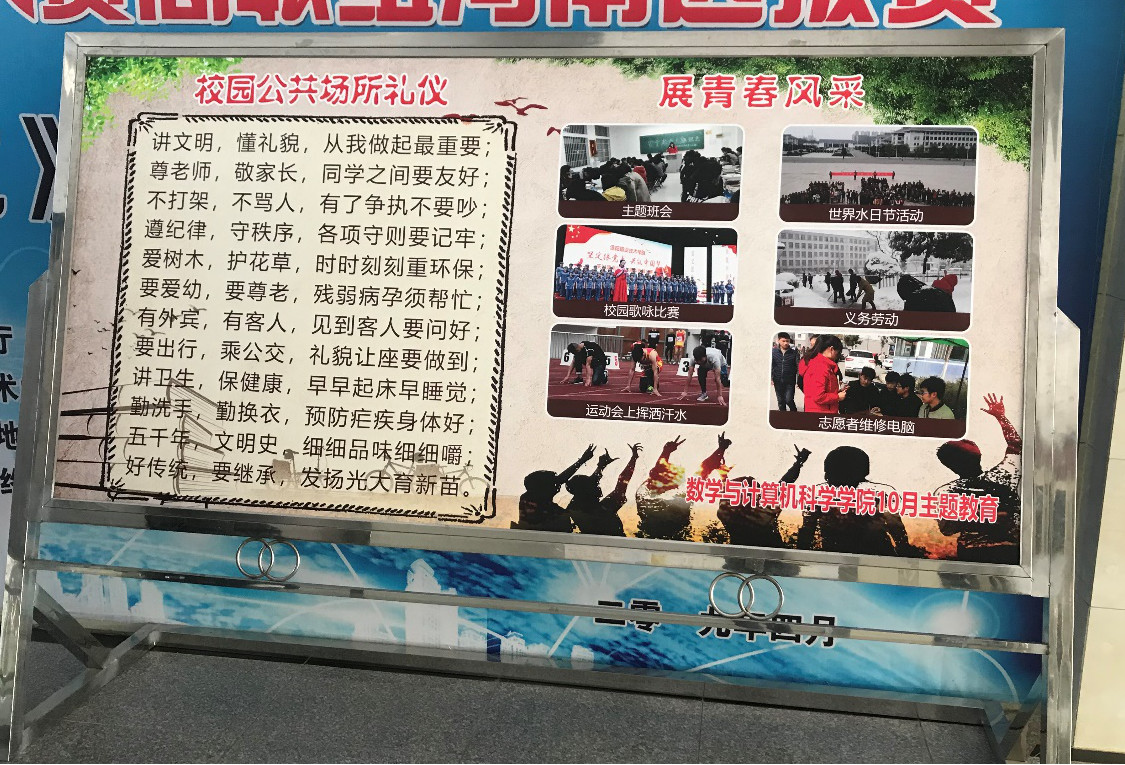 校园公共场所礼仪
讲文明，懂礼貌，从我做起最重要；
尊老师，敬家长，同学之间要友好；
不打架，不骂人，有了争执不要吵；
遵纪律，守秩序，各项守则要记牢；
爱树木，护花草，时时刻刻重环保；
要爱幼，要尊老，残弱病孕须帮忙；
有外宾，有客人，见到客人要问好；
要出行，乘公交，礼貌让座要做到；
讲卫生，保健康，早早起床早睡觉；
勤洗手，勤换衣，预防疟疾身体好；
五千年，文明史，细细品味细细嚼；
好传统，要继承，发扬光大育新苗。
展青春风采
主题班会
世界水日节活动
校园歌咏比赛
义务劳动
运动会上挥洒汗水
志愿者维修电脑
数学与计算机科学学院10月主题教育
二零一九年四月